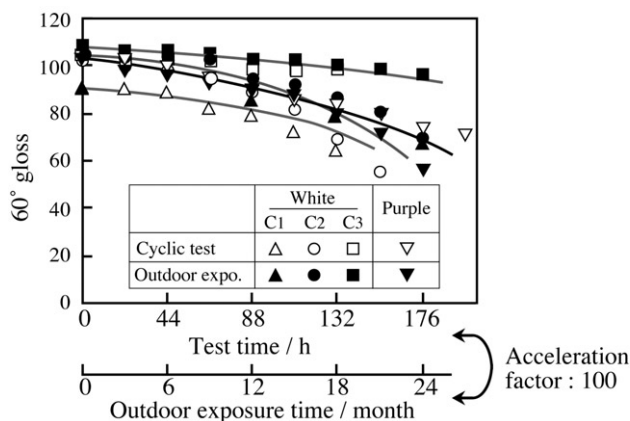 120
100
80
60
40
20
0
60˚ gloss
White
Purple
C1 C2 C3
Cyclic test
Outdoor expo.
0 44 88 132 176
Test time / h
Acceleration
factor : 100
0 6 12 18 24
Outdoor exposure time / month